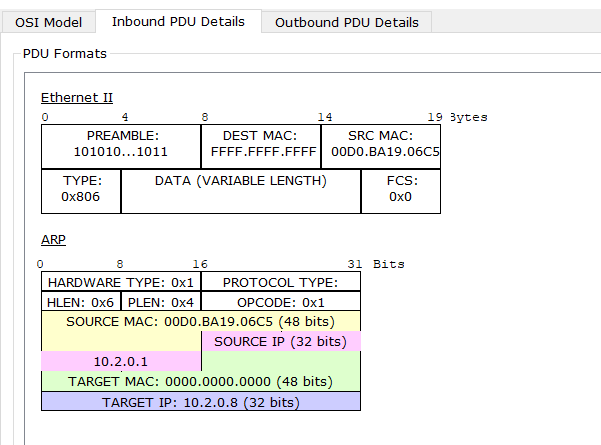 OSI Model Inbound PDU Details Outbound PDU Details
PDU Formats
Ethernet II
0 4 8 14 19 Bytes
PREAMBLE: DEST MAC: SRC MAC:
101010...1011 FFFF.FFFF.FFFF 00D0.BA19.06C5
TYPE: DATA (VARIABLE LENGTH) FCS:
0x806 0x0
ARP
0 8 16 31 Bits
HARDWARE TYPE: 0x1 PROTOCOL TYPE:
HLEN: 0x6 PLEN: 0x4 OPCODE: 0x1
SOURCE MAC: 00D0.BA19.06C5 (48 bits)
SOURCE IP (32 bits)
10.2.0.1
TARGET MAC: 0000.0000.0000 (48 bits)
TARGET IP: 10.2.0.8 (32 bits)